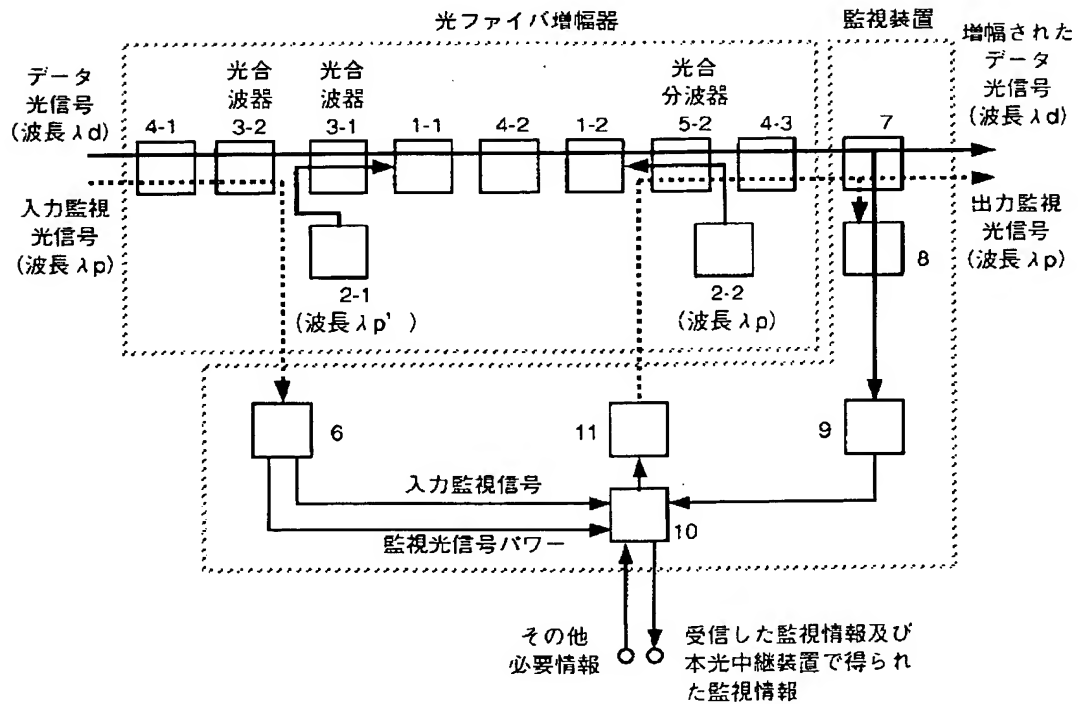 光ファイバ増幅器
監視装置
増幅された
データ
光信号
(波長λd)
データ
光信号
(波長λd)
光合
波器
光合
波器
光合
分波器
4-1
3-2
3-1
1-1
4-2
1-2
5-2
4-3
7
入力監視
光信号
(波長λp)
2-1
(波長λp')
2-2
(波長λp)
8
出力監視
光信号
(波長λp)
6
11
9
入力監視信号
監視光信号パワー
10
その他
必要情報
受信した監視情報及び
本光中継装置で得られ
た監視情報